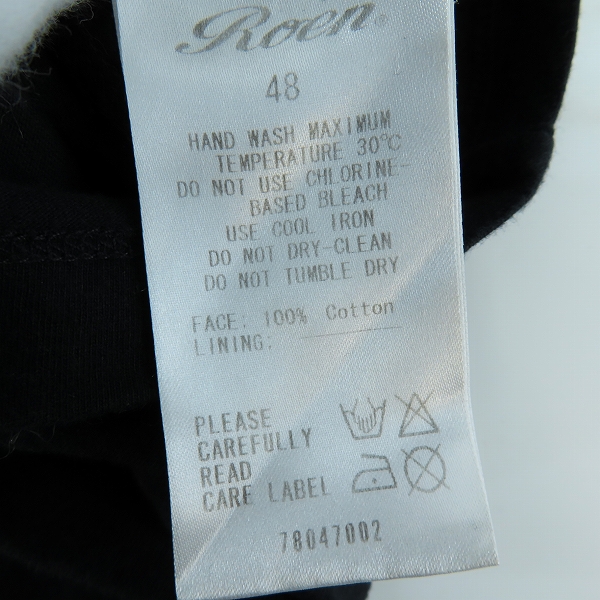 Roen.
48
HAND WASH MAXIMUM
TEMPERATURE 30℃
DO NOT USE CHLORINE-
BASED BLEACH
USE COOL IRON
DO NOT DRY-CLEAN
DO NOT TUMBLE DRY
FACE: 100% Cotton
LINING:
PLEASE
CAREFULLY
READ
CARE LABEL
78047002